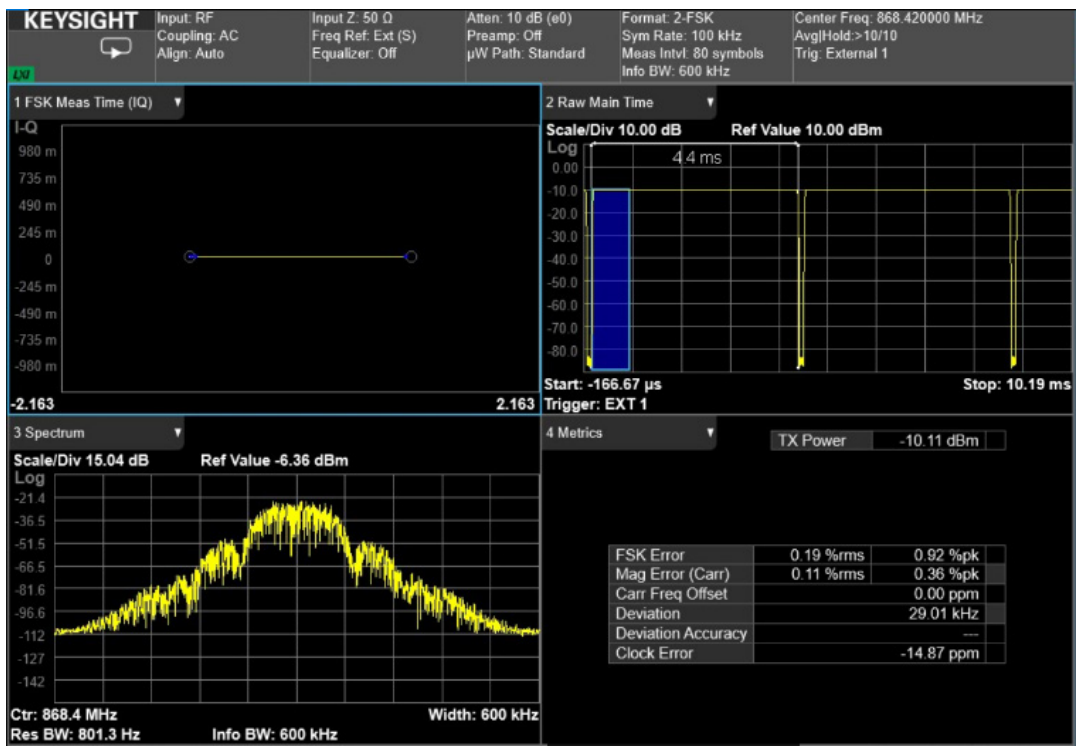 KEYSIGHT
LXI
Input: RF
Coupling: AC
Align: Auto
Input Z: 50 Ω
Freq Ref: Ext (S)
Equalizer: Off
Atten: 10 dB (e0)
Preamp: Off
µW Path: Standard
Format: 2-FSK
Sym Rate: 100 kHz
Meas Intvl: 80 symbols
Info BW: 600 kHz
Center Freq: 868.420000 MHz
Avg|Hold:>10/10
Trig: External 1
1 FSK Meas Time (IQ)
I-Q
980 m
735 m
490 m
245 m
0
-245 m
-490 m
-735 m
-980 m
-2.163
2.163
2 Raw Main Time
Scale/Div 10.00 dB Ref Value 10.00 dBm
Log
4.4 ms
0.00
-10.0
-20.0
-30.0
-40.0
-50.0
-60.0
-70.0
-80.0
Start: -166.67 µs Stop: 10.19 ms
Trigger: EXT 1
3 Spectrum
Scale/Div 15.04 dB Ref Value -6.36 dBm
Log
-21.4
-36.5
-51.5
-66.5
-81.6
-96.6
-112
-127
-142
Ctr: 868.4 MHz Width: 600 kHz
Res BW: 801.3 Hz Info BW: 600 kHz
4 Metrics
TX Power -10.11 dBm
FSK Error 0.19 %rms 0.92 %pk
Mag Error (Carr) 0.11 %rms 0.36 %pk
Carr Freq Offset 0.00 ppm
Deviation 29.01 kHz
Deviation Accuracy ---
Clock Error -14.87 ppm